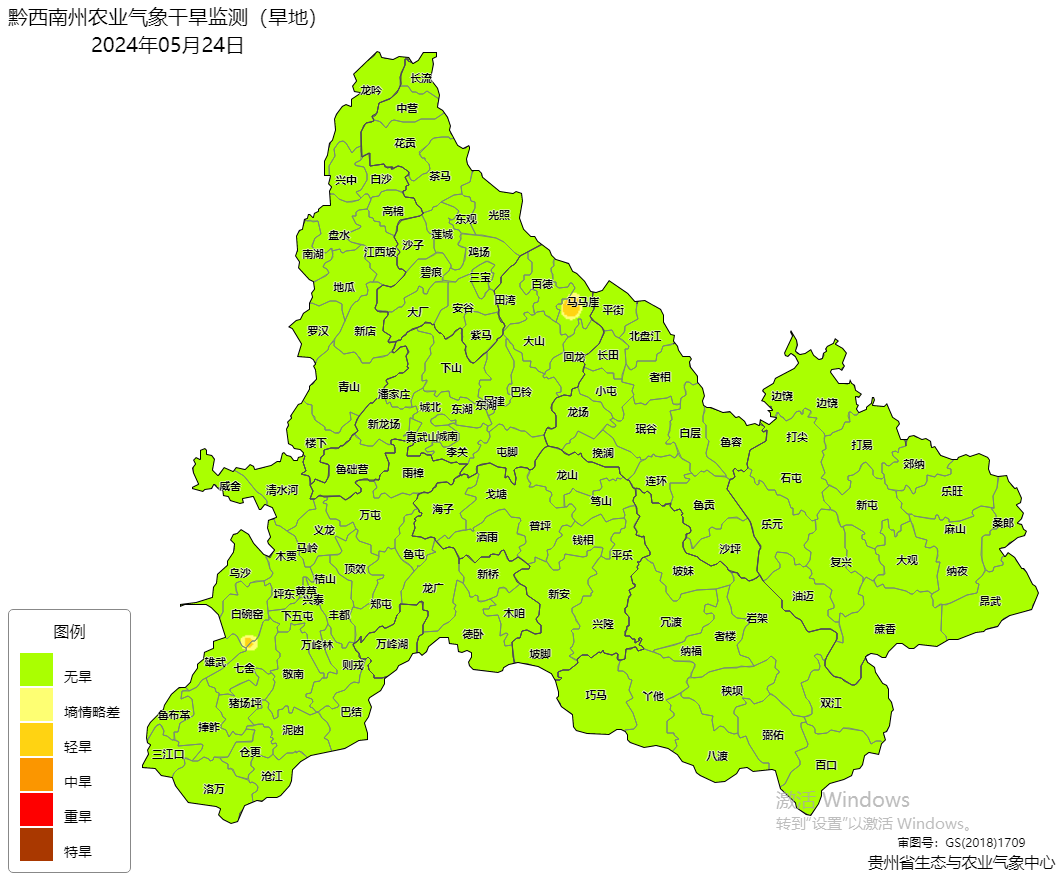 黔西南州农业气象干旱监测（旱地）
2024年05月24日
长流
龙吟
中营
花贡
茶马
兴中
白沙
高棉
东观
光照
盘水
莲城
南湖
江西坡
沙子
鸡场
碧痕
三宝
地瓜
百德
田湾
马马崖
大厂
安谷
平街
罗汉
新店
紫马
大山
北盘江
回龙
长田
下山
者相
青山
潘家庄
巴铃
小屯
边饶
边饶
城北
东湖
东湖
龙场
新龙场
珉谷
白层
真武山
城南
打尖
楼下
鲁容
打易
李关
屯脚
挽澜
鲁础营
雨樟
龙山
郊纳
石屯
威舍
清水河
连环
戈塘
乐旺
笃山
海子
鲁贡
新屯
万屯
乐元
桑郎
普坪
义龙
麻山
洒雨
钱相
马岭
沙坪
木贾
鲁屯
平乐
大观
复兴
顶效
坡妹
纳夜
乌沙
桔山
新桥
龙广
黄草
坪东
新安
油迈
兴泰
郑屯
昂武
白碗窑
下五屯
丰都
木咱
岩架
冗渡
兴隆
蔗香
德卧
者楼
万峰林
万峰湖
纳福
坡脚
雄武
七舍
则戎
敬南
巧马
丫他
秧坝
猪场坪
双江
鲁布革
巴结
捧鲊
泥凼
弼佑
三江口
仓更
八渡
百口
沧江
洛万
图例
无旱
墒情略差
轻旱
中旱
重旱
特旱
激活 Windows
转到“设置”以激活 Windows。
审图号：GS(2018)1709
贵州省生态与农业气象中心